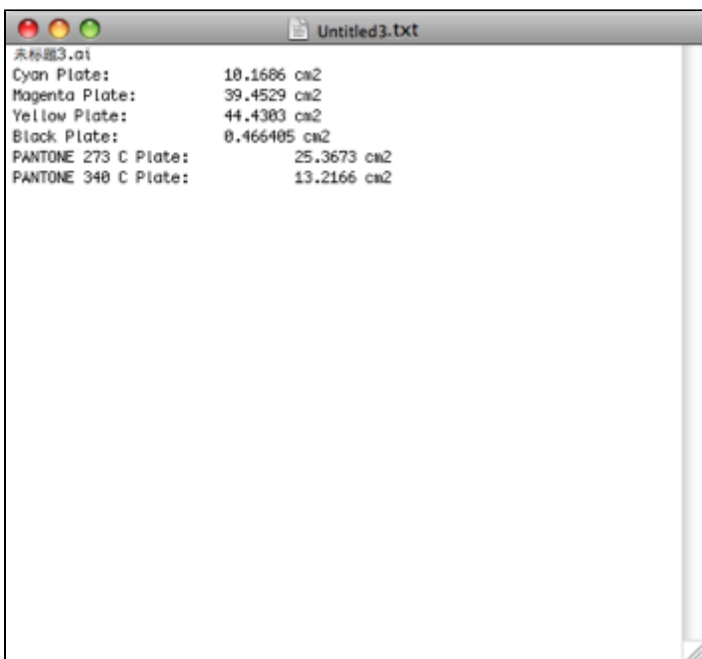 Untitled3.txt
未标题3.ai
Cyan Plate: 10.1686 cm2
Magenta Plate: 39.4529 cm2
Yellow Plate: 44.4303 cm2
Black Plate: 0.466405 cm2
PANTONE 273 C Plate: 25.3673 cm2
PANTONE 340 C Plate: 13.2166 cm2